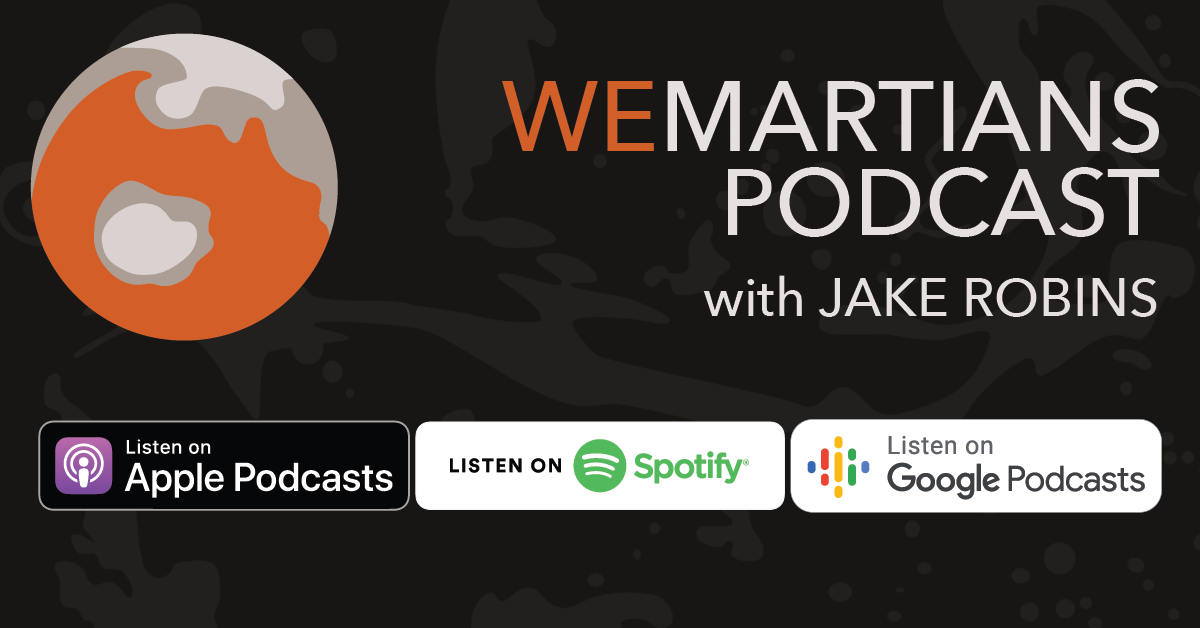 WEMARTIANS
PODCAST
with JAKE ROBINS
Listen on
Apple Podcasts
LISTEN ON Spotify®
Listen on
Google Podcasts